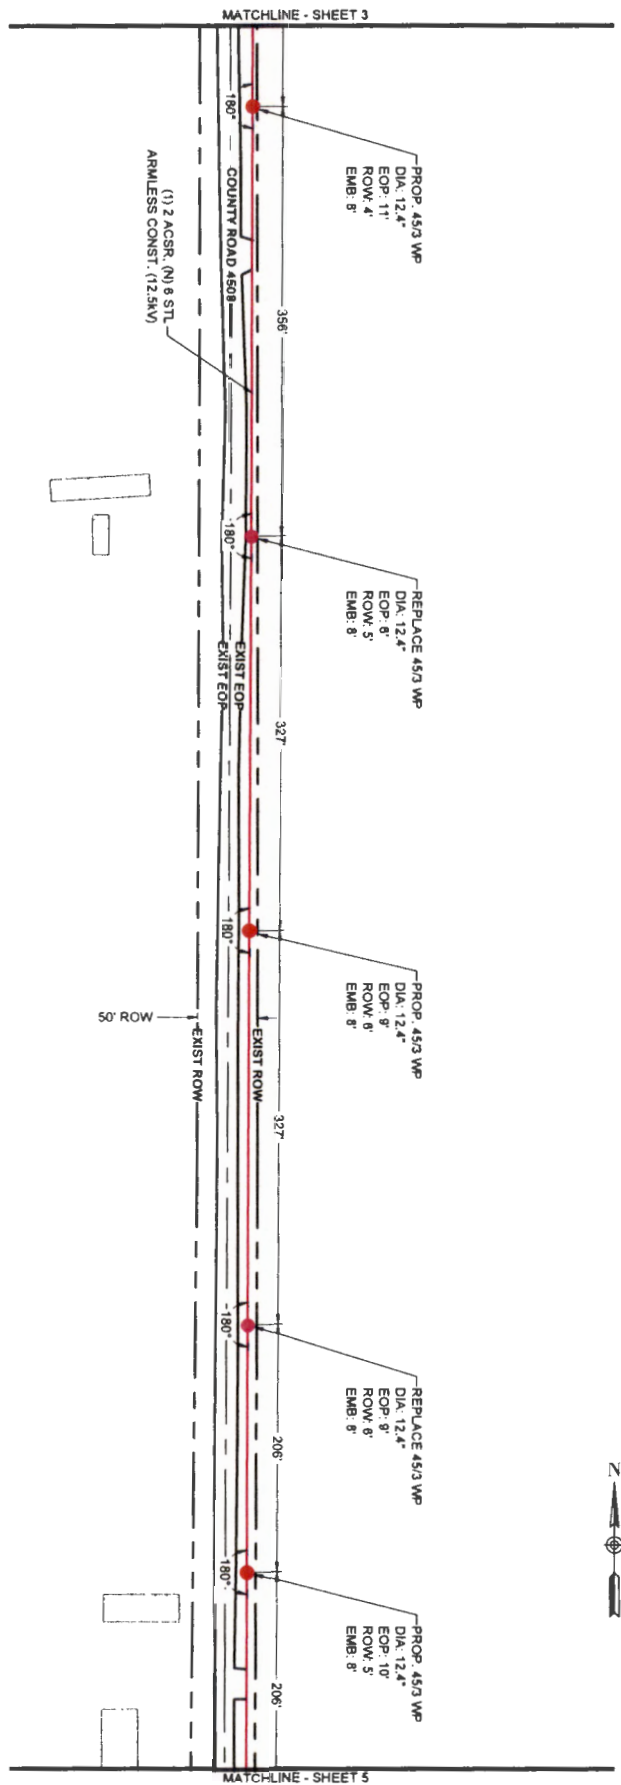 MATCHLINE - SHEET 3
PROP. 45/3 WP
DIA: 12.4"
EOP: 11'
ROW: 4'
EMB: 8'
180°
COUNTY ROAD 4508
(1) 2 ACSR, (N) 6 STL
ARMLESS CONST. (12.5kV)
356'
REPLACE 45/3 WP
DIA: 12.4"
EOP: 8'
ROW: 5'
EMB: 8'
180°
EXIST EOP
EXIST EOP
327'
PROP. 45/3 WP
DIA: 12.4"
EOP: 9'
ROW: 6'
EMB: 8'
180°
50' ROW
EXIST ROW
EXIST ROW
327'
REPLACE 45/3 WP
DIA: 12.4"
EOP: 9'
ROW: 6'
EMB: 8'
180°
206'
N
PROP. 45/3 WP
DIA: 12.4"
EOP: 10'
ROW: 5'
EMB: 8'
180°
206'
MATCHLINE - SHEET 5